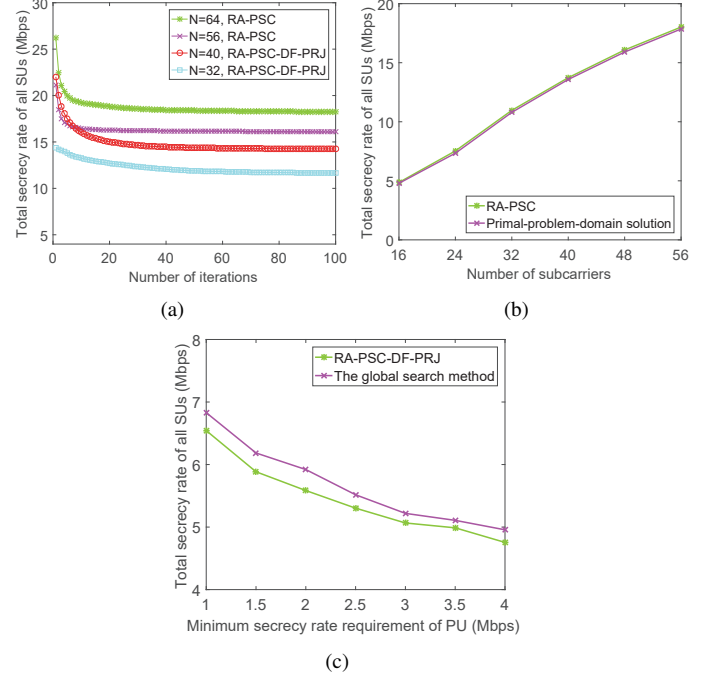 Total secrecy rate of all SUs (Mbps)
30
25
20
15
10
5
0
20
40
60
80
100
Number of iterations
N=64, RA-PSC
N=56, RA-PSC
N=40, RA-PSC-DF-PRJ
N=32, RA-PSC-DF-PRJ
(a)
Total secrecy rate of all SUs (Mbps)
20
15
10
5
0
16
24
32
40
48
56
Number of subcarriers
RA-PSC
Primal-problem-domain solution
(b)
Total secrecy rate of all SUs (Mbps)
8
7
6
5
4
1
1.5
2
2.5
3
3.5
4
Minimum secrecy rate requirement of PU (Mbps)
RA-PSC-DF-PRJ
The global search method
(c)